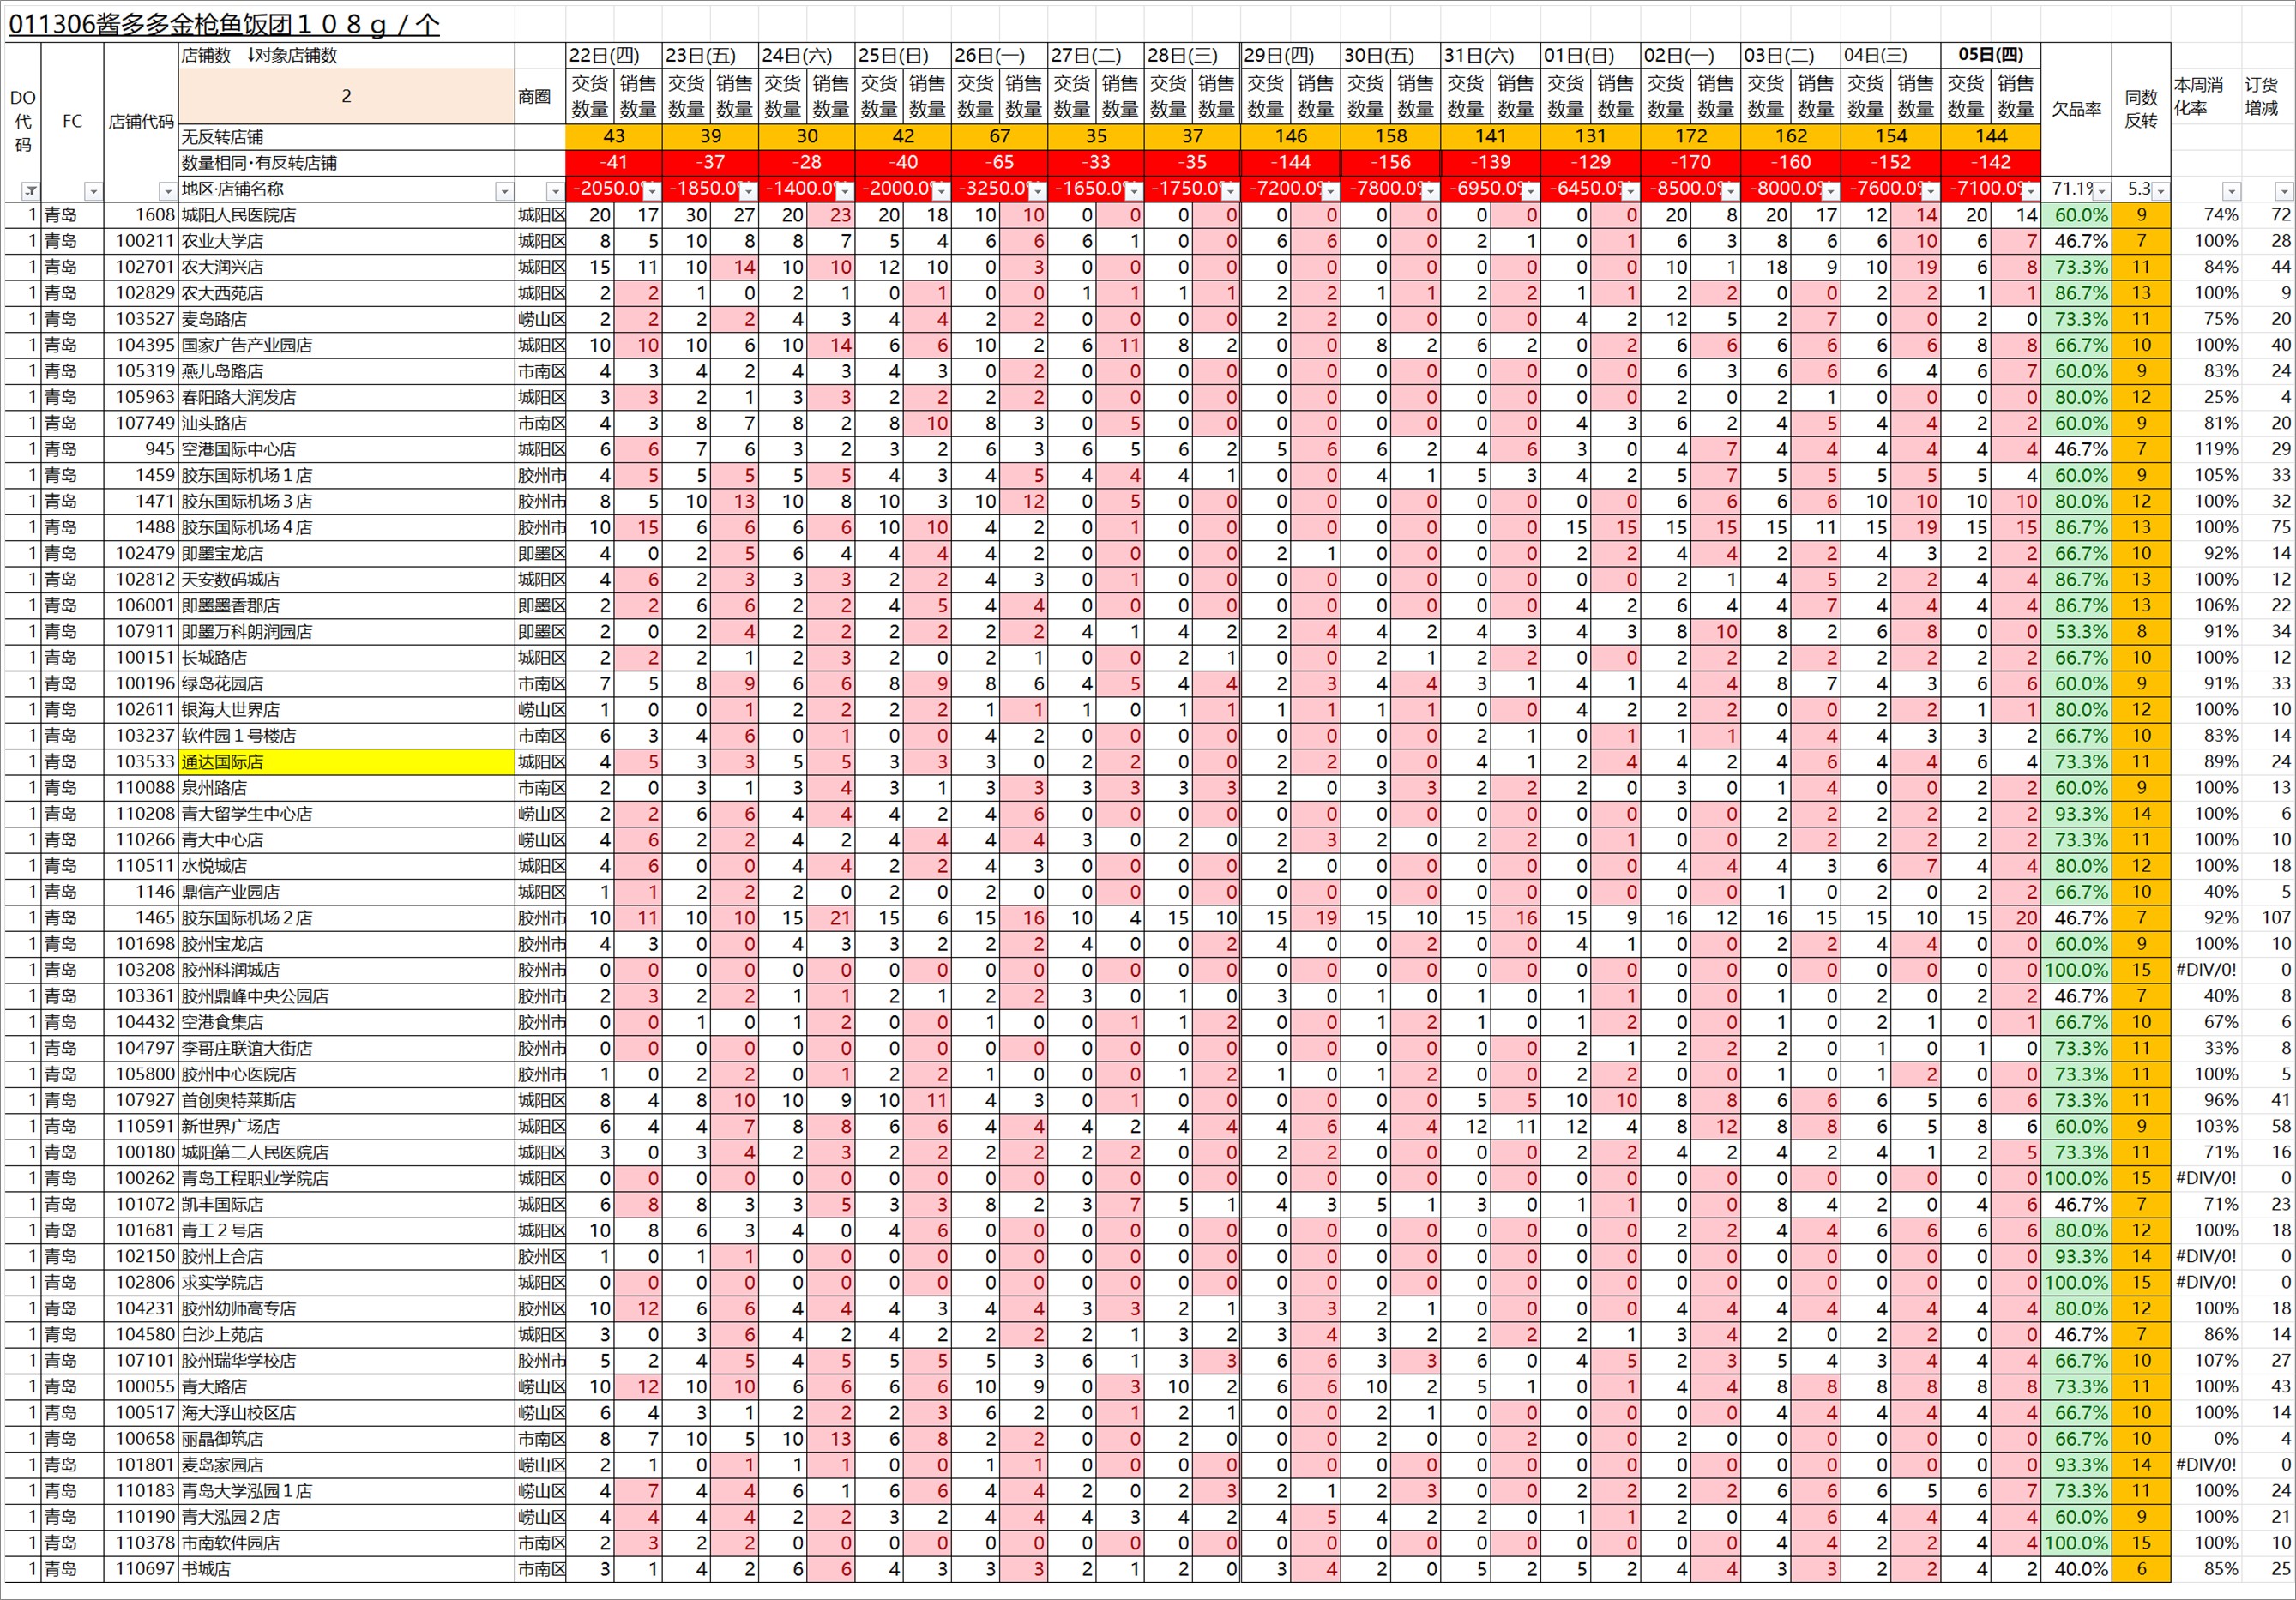 011306酱多多金枪鱼饭团１０８ｇ／个
DO代码 FC 店铺代码 店铺数 ↓对象店铺数 2 商圈 22日(四) 23日(五) 24日(六) 25日(日) 26日(一) 27日(二) 28日(三) 29日(四) 30日(五) 31日(六) 01日(日) 02日(一) 03日(二) 04日(三) 05日(四) 欠品率 同数反转 本周消化率 订货增减
交货数量 销售数量 交货数量 销售数量 交货数量 销售数量 交货数量 销售数量 交货数量 销售数量 交货数量 销售数量 交货数量 销售数量 交货数量 销售数量 交货数量 销售数量 交货数量 销售数量 交货数量 销售数量 交货数量 销售数量 交货数量 销售数量 交货数量 销售数量 交货数量 销售数量
无反转店铺 43 39 30 42 67 35 37 146 158 141 131 172 162 154 144
数量相同·有反转店铺 -41 -37 -28 -40 -65 -33 -35 -144 -156 -139 -129 -170 -160 -152 -142
地区·店铺名称 -2050.0% -1850.0% -1400.0% -2000.0% -3250.0% -1650.0% -1750.0% -7200.0% -7800.0% -6950.0% -6450.0% -8500.0% -8000.0% -7600.0% -7100.0% 71.1% 5.3
1 青岛 1608 城阳人民医院店 城阳区 20 17 30 27 20 23 20 18 10 10 0 0 0 0 0 0 0 0 0 0 0 0 20 8 20 17 12 14 20 14 60.0% 9 74% 72
1 青岛 100211 农业大学店 城阳区 8 5 10 8 8 7 5 4 6 6 6 1 0 0 6 6 0 0 2 1 0 1 6 3 8 6 6 10 6 7 46.7% 7 100% 28
1 青岛 102701 农大润兴店 城阳区 15 11 10 14 10 10 12 10 0 3 0 0 0 0 0 0 0 0 0 0 0 0 10 1 18 9 10 19 6 8 73.3% 11 84% 44
1 青岛 102829 农大西苑店 城阳区 2 2 1 0 2 1 0 1 0 0 1 1 1 1 2 2 1 1 2 2 1 1 2 2 0 0 2 2 1 1 86.7% 13 100% 9
1 青岛 103527 麦岛路店 崂山区 2 2 2 2 4 3 4 4 2 2 0 0 0 0 2 2 0 0 0 0 4 2 12 5 2 7 0 0 2 0 73.3% 11 75% 20
1 青岛 104395 国家广告产业园店 城阳区 10 10 10 6 10 14 6 6 10 2 6 11 8 2 0 0 8 2 6 2 0 2 6 6 6 6 6 6 8 8 66.7% 10 100% 40
1 青岛 105319 燕儿岛路店 市南区 4 3 4 2 4 3 4 3 0 2 0 0 0 0 0 0 0 0 0 0 0 0 6 3 6 6 6 4 6 7 60.0% 9 83% 24
1 青岛 105963 春阳路大润发店 城阳区 3 3 2 1 3 3 2 2 2 2 0 0 0 0 0 0 0 0 0 0 0 0 2 0 2 1 0 0 0 0 80.0% 12 25% 4
1 青岛 107749 汕头路店 市南区 4 3 8 7 8 2 8 10 8 3 0 5 0 0 0 0 0 0 0 0 4 3 6 2 4 5 4 4 2 2 60.0% 9 81% 20
1 青岛 945 空港国际中心店 城阳区 6 6 7 6 3 2 3 2 6 3 6 5 6 2 5 6 6 2 4 6 3 0 4 7 4 4 4 4 4 4 46.7% 7 119% 29
1 青岛 1459 胶东国际机场１店 胶州市 4 5 5 5 5 5 4 3 4 5 4 4 4 1 0 0 4 1 5 3 4 2 5 7 5 5 5 5 5 4 60.0% 9 105% 33
1 青岛 1471 胶东国际机场３店 胶州市 8 5 10 13 10 8 10 3 10 12 0 5 0 0 0 0 0 0 0 0 0 0 6 6 6 6 10 10 10 10 80.0% 12 100% 32
1 青岛 1488 胶东国际机场４店 胶州市 10 15 6 6 6 6 10 10 4 2 0 1 0 0 0 0 0 0 0 0 15 15 15 15 15 11 15 19 15 15 86.7% 13 100% 75
1 青岛 102479 即墨宝龙店 即墨区 4 0 2 5 6 4 4 4 4 2 0 0 0 0 2 1 0 0 0 0 2 2 4 4 2 2 4 3 2 2 66.7% 10 92% 14
1 青岛 102812 天安数码城店 城阳区 4 6 2 3 3 3 2 2 4 3 0 1 0 0 0 0 0 0 0 0 0 0 2 1 4 5 2 2 4 4 86.7% 13 100% 12
1 青岛 106001 即墨墨香郡店 即墨区 2 2 6 6 2 2 4 5 4 4 0 0 0 0 0 0 0 0 0 0 4 2 6 4 4 7 4 4 4 4 86.7% 13 106% 22
1 青岛 107911 即墨万科朗润园店 即墨区 2 0 2 4 2 2 2 2 2 2 4 1 4 2 2 4 4 2 4 3 4 3 8 10 8 2 6 8 0 0 53.3% 8 91% 34
1 青岛 100151 长城路店 城阳区 2 2 2 1 2 3 2 0 2 1 0 0 2 1 0 0 2 1 2 2 0 0 2 2 2 2 2 2 2 2 66.7% 10 100% 12
1 青岛 100196 绿岛花园店 市南区 7 5 8 9 6 6 8 9 8 6 4 5 4 4 2 3 4 4 3 1 4 1 4 4 8 7 4 3 6 6 60.0% 9 91% 33
1 青岛 102611 银海大世界店 崂山区 1 0 0 1 2 2 2 2 1 1 1 0 1 1 1 1 1 1 0 0 4 2 2 2 0 0 2 2 1 1 80.0% 12 100% 10
1 青岛 103237 软件园１号楼店 市南区 6 3 4 6 0 1 0 0 4 2 0 0 0 0 0 0 0 0 2 1 0 1 1 1 4 4 4 3 3 2 66.7% 10 83% 14
1 青岛 103533 通达国际店 城阳区 4 5 3 3 5 5 3 3 3 0 2 2 0 0 2 2 0 0 4 1 2 4 4 2 4 6 4 4 6 4 73.3% 11 89% 24
1 青岛 110088 泉州路店 市南区 2 0 3 1 3 4 3 1 3 3 3 3 3 3 2 0 3 3 2 2 2 0 3 0 1 4 0 0 2 2 60.0% 9 100% 13
1 青岛 110208 青大留学生中心店 崂山区 2 2 6 6 4 4 4 2 4 6 0 0 0 0 0 0 0 0 0 0 0 0 0 0 2 2 2 2 2 2 93.3% 14 100% 6
1 青岛 110266 青大中心店 崂山区 4 6 2 2 4 2 4 4 4 4 3 0 2 0 2 3 2 0 2 2 0 1 0 0 2 2 2 2 2 2 73.3% 11 100% 10
1 青岛 110511 水悦城店 城阳区 4 6 0 0 4 4 2 2 4 3 0 0 0 0 2 0 0 0 0 0 0 0 4 4 4 3 6 7 4 4 80.0% 12 100% 18
1 青岛 1146 鼎信产业园店 城阳区 1 1 2 2 2 0 2 0 2 0 0 0 0 0 0 0 0 0 0 0 0 0 0 0 1 0 2 0 2 2 66.7% 10 40% 5
1 青岛 1465 胶东国际机场２店 胶州市 10 11 10 10 15 21 15 6 15 16 10 4 15 10 15 19 15 10 15 16 15 9 16 12 16 15 15 10 15 20 46.7% 7 92% 107
1 青岛 101698 胶州宝龙店 胶州市 4 3 0 0 4 3 3 2 2 2 4 0 0 2 4 0 0 2 0 0 4 1 0 0 2 2 4 4 0 0 60.0% 9 100% 10
1 青岛 103208 胶州科润城店 胶州市 0 0 0 0 0 0 0 0 0 0 0 0 0 0 0 0 0 0 0 0 0 0 0 0 0 0 0 0 0 0 100.0% 15 #DIV/0! 0
1 青岛 103361 胶州鼎峰中央公园店 胶州市 2 3 2 2 1 1 2 1 2 2 3 0 1 0 3 0 1 0 1 0 1 1 0 0 1 0 2 0 2 2 46.7% 7 40% 8
1 青岛 104432 空港食集店 胶州市 0 0 1 0 1 2 0 0 1 0 0 1 1 2 0 0 1 2 1 0 1 2 0 0 1 0 2 1 0 1 66.7% 10 67% 6
1 青岛 104797 李哥庄联谊大街店 胶州市 0 0 0 0 0 0 0 0 0 0 0 0 0 0 0 0 0 0 0 0 2 1 2 2 2 0 1 0 1 0 73.3% 11 33% 8
1 青岛 105800 胶州中心医院店 胶州市 1 0 2 2 0 1 2 2 1 0 0 0 1 2 1 0 1 2 0 0 2 2 0 0 1 0 1 2 0 0 73.3% 11 100% 5
1 青岛 107927 首创奥特莱斯店 城阳区 8 4 8 10 10 9 10 11 4 3 0 1 0 0 0 0 0 0 5 5 10 10 8 8 6 6 6 5 6 6 73.3% 11 96% 41
1 青岛 110591 新世界广场店 城阳区 6 4 4 7 8 8 6 6 4 4 4 2 4 4 4 6 4 4 12 11 12 4 8 12 8 8 6 5 8 6 60.0% 9 103% 58
1 青岛 100180 城阳第二人民医院店 城阳区 3 0 3 4 2 3 2 2 2 2 2 2 0 0 2 2 0 0 0 0 2 2 4 2 4 2 4 1 2 5 73.3% 11 71% 16
1 青岛 100262 青岛工程职业学院店 城阳区 0 0 0 0 0 0 0 0 0 0 0 0 0 0 0 0 0 0 0 0 0 0 0 0 0 0 0 0 0 0 100.0% 15 #DIV/0! 0
1 青岛 101072 凯丰国际店 城阳区 6 8 8 3 3 5 3 3 8 2 3 7 5 1 4 3 5 1 3 0 1 1 0 0 8 4 2 0 4 6 46.7% 7 71% 23
1 青岛 101681 青工２号店 城阳区 10 8 6 3 4 0 4 6 0 0 0 0 0 0 0 0 0 0 0 0 0 0 2 2 4 4 6 6 6 6 80.0% 12 100% 18
1 青岛 102150 胶州上合店 胶州区 1 0 1 1 0 0 0 0 0 0 0 0 0 0 0 0 0 0 0 0 0 0 0 0 0 0 0 0 0 0 93.3% 14 #DIV/0! 0
1 青岛 102806 求实学院店 城阳区 0 0 0 0 0 0 0 0 0 0 0 0 0 0 0 0 0 0 0 0 0 0 0 0 0 0 0 0 0 0 100.0% 15 #DIV/0! 0
1 青岛 104231 胶州幼师高专店 胶州区 10 12 6 6 4 4 4 3 4 4 3 3 2 1 3 3 2 1 0 0 0 0 4 4 4 4 4 4 4 4 80.0% 12 100% 18
1 青岛 104580 白沙上苑店 城阳区 3 0 3 6 4 2 4 2 2 2 2 1 3 2 3 4 3 2 2 2 2 1 3 4 2 0 2 2 0 0 46.7% 7 86% 14
1 青岛 107101 胶州瑞华学校店 胶州市 5 2 4 5 4 5 5 5 5 3 6 1 3 3 6 6 3 3 6 0 4 5 2 3 5 4 3 4 4 4 66.7% 10 107% 27
1 青岛 100055 青大路店 崂山区 10 12 10 10 6 6 6 6 10 9 0 3 10 2 6 6 10 2 5 1 0 1 4 4 8 8 8 8 8 8 73.3% 11 100% 43
1 青岛 100517 海大浮山校区店 崂山区 6 4 3 1 2 2 2 3 6 2 0 1 2 1 0 0 2 1 0 0 0 0 0 0 4 4 4 4 4 4 66.7% 10 100% 14
1 青岛 100658 丽晶御筑店 市南区 8 7 10 5 10 13 6 8 2 2 0 0 2 0 0 0 2 0 0 2 0 0 2 0 0 0 0 0 0 0 66.7% 10 0% 4
1 青岛 101801 麦岛家园店 崂山区 2 1 0 1 1 1 0 0 1 1 0 0 0 0 0 0 0 0 0 0 0 0 0 0 0 0 0 0 0 0 93.3% 14 #DIV/0! 0
1 青岛 110183 青岛大学泓园１店 崂山区 4 7 4 4 6 1 6 6 4 4 2 0 2 3 2 1 2 3 0 0 2 2 2 2 6 6 6 5 6 7 73.3% 11 100% 24
1 青岛 110190 青大泓园２店 崂山区 4 4 4 4 2 2 3 2 4 4 4 3 4 2 4 5 4 2 2 0 1 1 2 0 4 6 4 4 4 4 60.0% 9 100% 21
1 青岛 110378 市南软件园店 市南区 2 3 2 2 0 0 0 0 0 0 0 0 0 0 0 0 0 0 0 0 0 0 0 0 4 4 2 2 4 4 100.0% 15 100% 10
1 青岛 110697 书城店 市南区 3 1 4 2 6 6 4 3 3 3 2 1 2 0 3 4 2 0 5 2 5 2 4 4 3 3 2 2 4 2 40.0% 6 85% 25